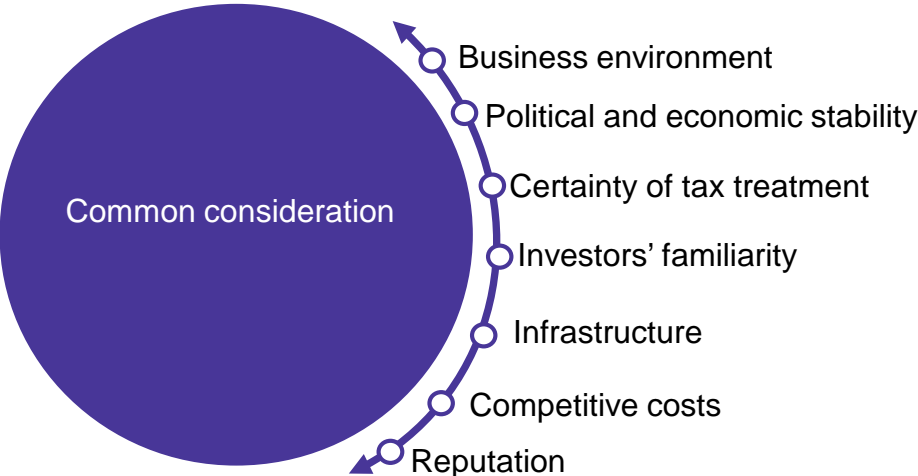 Common consideration
Business environment
Political and economic stability
Certainty of tax treatment
Investors’ familiarity
Infrastructure
Competitive costs
Reputation